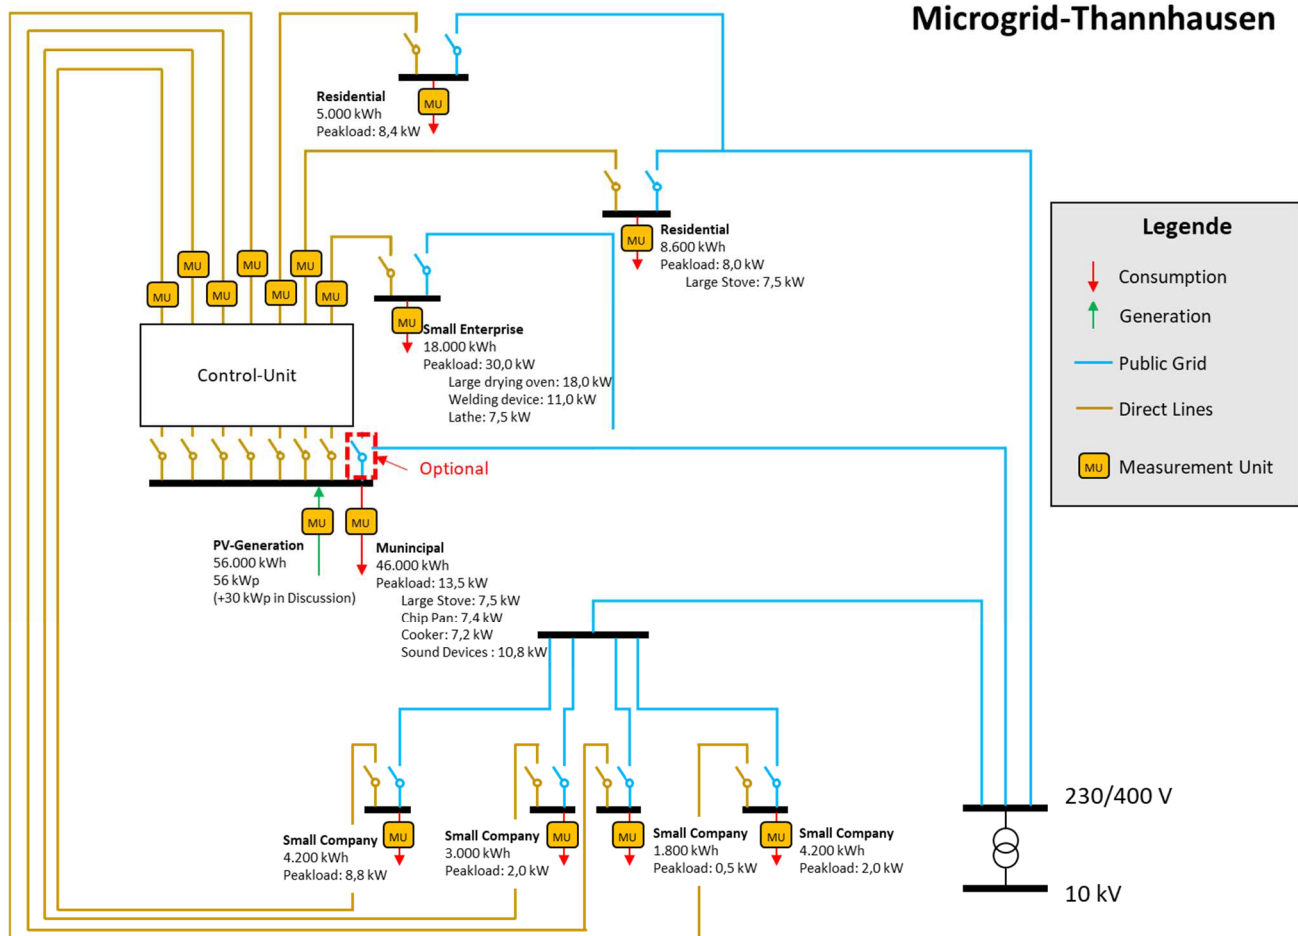 Microgrid-Thannhausen
Residential
5.000 kWh
Peakload: 8,4 kW
MU
Residential
8.600 kWh
Peakload: 8,0 kW
Large Stove: 7,5 kW
MU
Legende
Consumption
Generation
Public Grid
Direct Lines
MU
Measurement Unit
MU
MU
MU
MU
MU
MU
MU
MU
Small Enterprise
18.000 kWh
Peakload: 30,0 kW
Large drying oven: 18,0 kW
Welding device: 11,0 kW
Lathe: 7,5 kW
Control-Unit
Optional
MU
MU
PV-Generation
56.000 kWh
56 kWp
(+30 kWp in Discussion)
Munincipal
46.000 kWh
Peakload: 13,5 kW
Large Stove: 7,5 kW
Chip Pan: 7,4 kW
Cooker: 7,2 kW
Sound Devices : 10,8 kW
MU
Small Company
4.200 kWh
Peakload: 8,8 kW
MU
Small Company
3.000 kWh
Peakload: 2,0 kW
MU
Small Company
1.800 kWh
Peakload: 0,5 kW
MU
Small Company
4.200 kWh
Peakload: 2,0 kW
230/400 V
10 kV